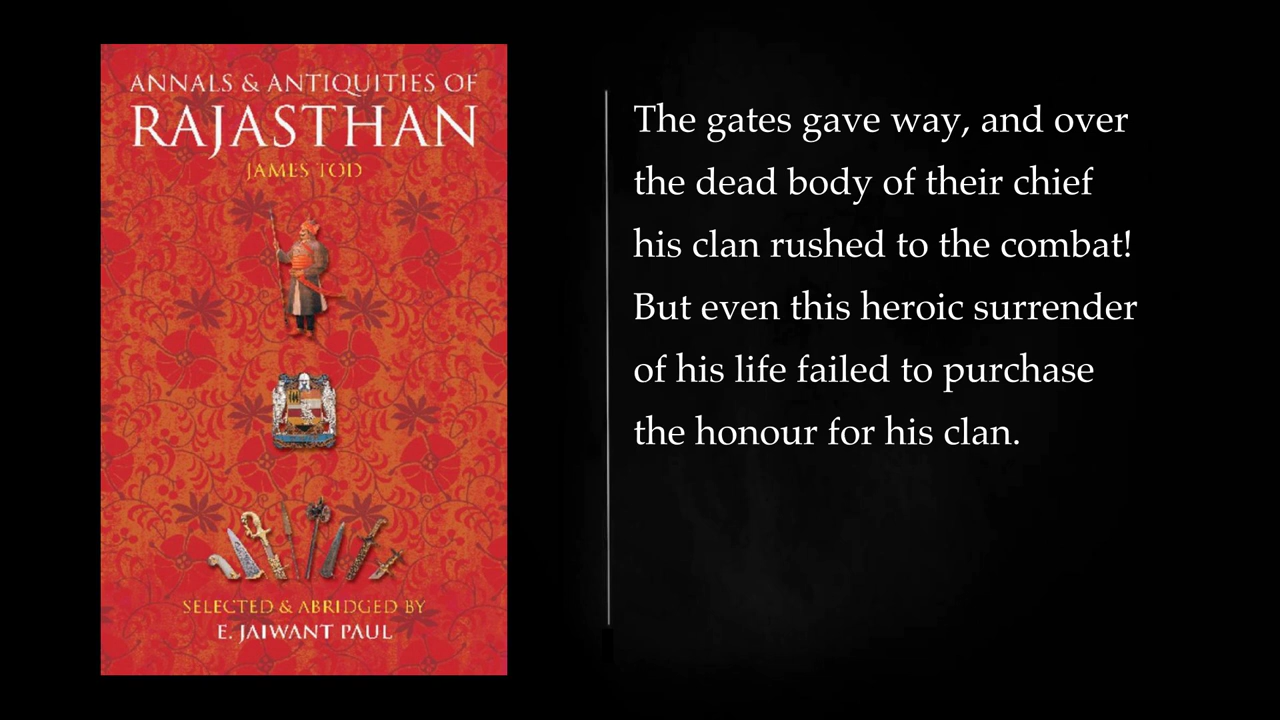 ANNALS & ANTIQUITIES OF
RAJASTHAN
JAMES TOD
SELECTED & ABRIDGED BY
E. JAIWANT PAUL
The gates gave way, and over
the dead body of their chief
his clan rushed to the combat!
But even this heroic surrender
of his life failed to purchase
the honour for his clan.